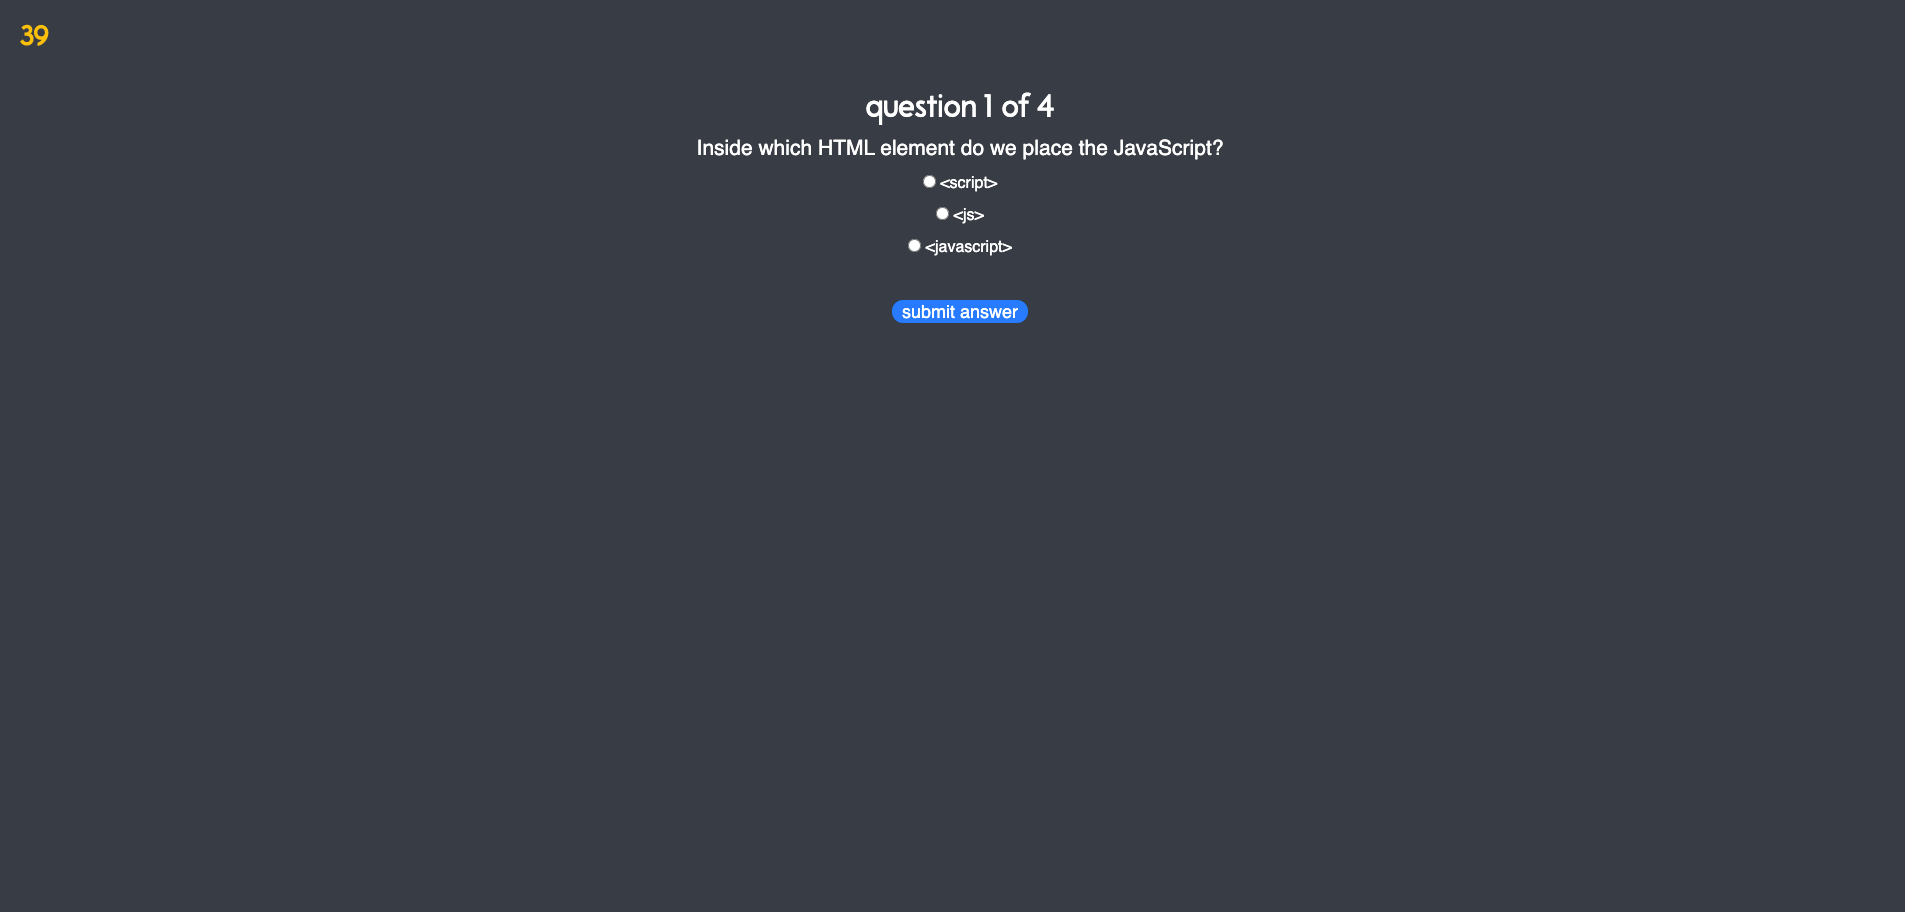 39
question 1 of 4
Inside which HTML element do we place the JavaScript?
<script>
<js>
<javascript>
submit answer